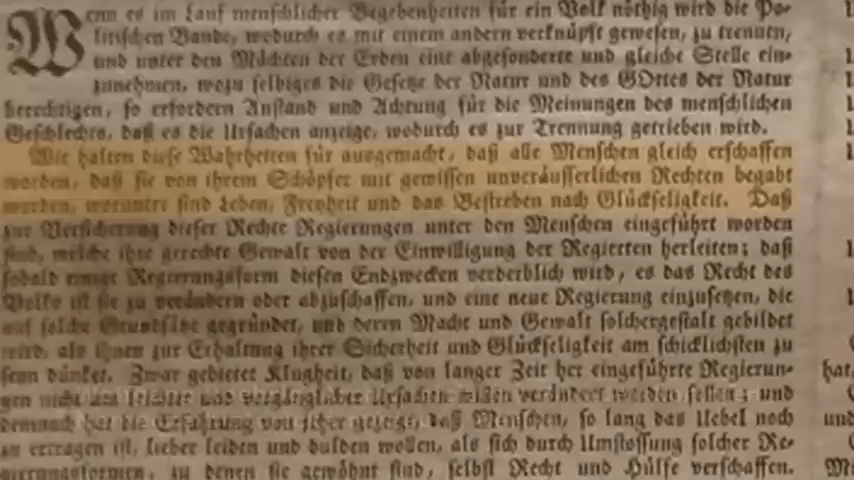 Wenn es im Lauf menschlicher Begebenheiten für ein Volk nöthig wird die Po-
litischen Bande, wodurch es mit einem andern verknüpft gewesen, zu trennen,
und unter den Mächten der Erden eine abgesonderte und gleiche Stelle ein-
zunehmen, wozu selbiges die Gesetze der Natur und des GOttes der Natur
berechtigen, so erfordern Anstand und Achtung für die Meinungen des menschlichen
Geschlechts, daß es die Ursachen anzeige, wodurch es zur Trennung getrieben wird.
Wir halten diese Wahrheiten für ausgemacht, daß alle Menschen gleich erschaffen
worden, daß sie von ihrem Schöpfer mit gewissen unveräusserlichen Rechten begabt
worden, worunter sind Leben, Freyheit und das Bestreben nach Glückseligkeit. Daß
zur Versicherung dieser Rechte Regierungen unter den Menschen eingeführt worden
sind, welche ihre gerechte Gewalt von der Einwilligung der Regierten herleiten; daß
sobald einige Regierungsform diesen Endzwecken verderblich wird, es das Recht des
Volks ist sie zu verändern oder abzuschaffen, und eine neue Regierung einzusetzen, die
auf solche Grundsätze gegründet, und deren Macht und Gewalt solchergestalt gebildet
wird, als ihnen zur Erhaltung ihrer Sicherheit und Glückseligkeit am schicklichsten zu
seyn dünket. Zwar gebietet Klugheit, daß von langer Zeit her eingeführte Regierun-
gen nicht um leichter und vergänglicher Ursachen willen verändert werden sollen; und
demnach hat die Erfahrung von jeher gezeigt, daß Menschen, so lang das Uebel noch
zu ertragen ist, lieber leiden und dulden wollen, als sich durch Umstossung solcher Re-
gierungsformen, zu denen sie gewöhnt sind, selbst Recht und Hülfe verschaffen.
hat,
und